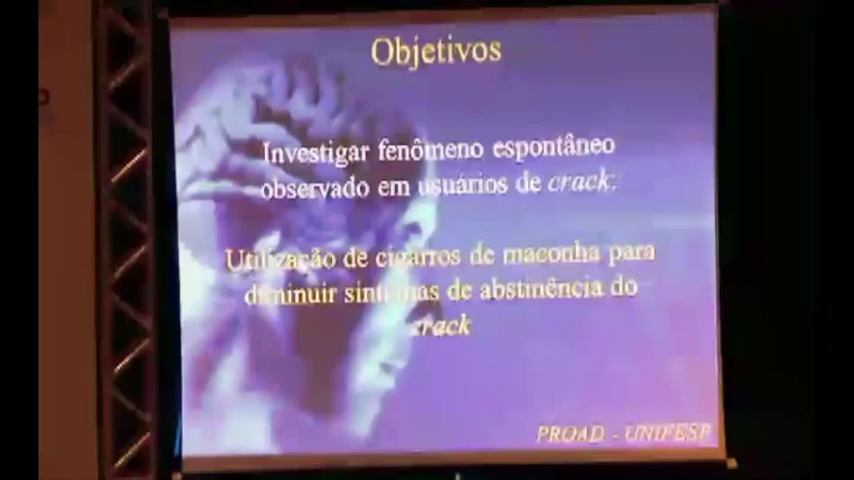 Objetivos
Investigar fenômeno espontâneo
observado em usuários de crack:
Utilização de cigarros de maconha para
diminuir sintomas de abstinência do
crack
PROAD - UNIFESP